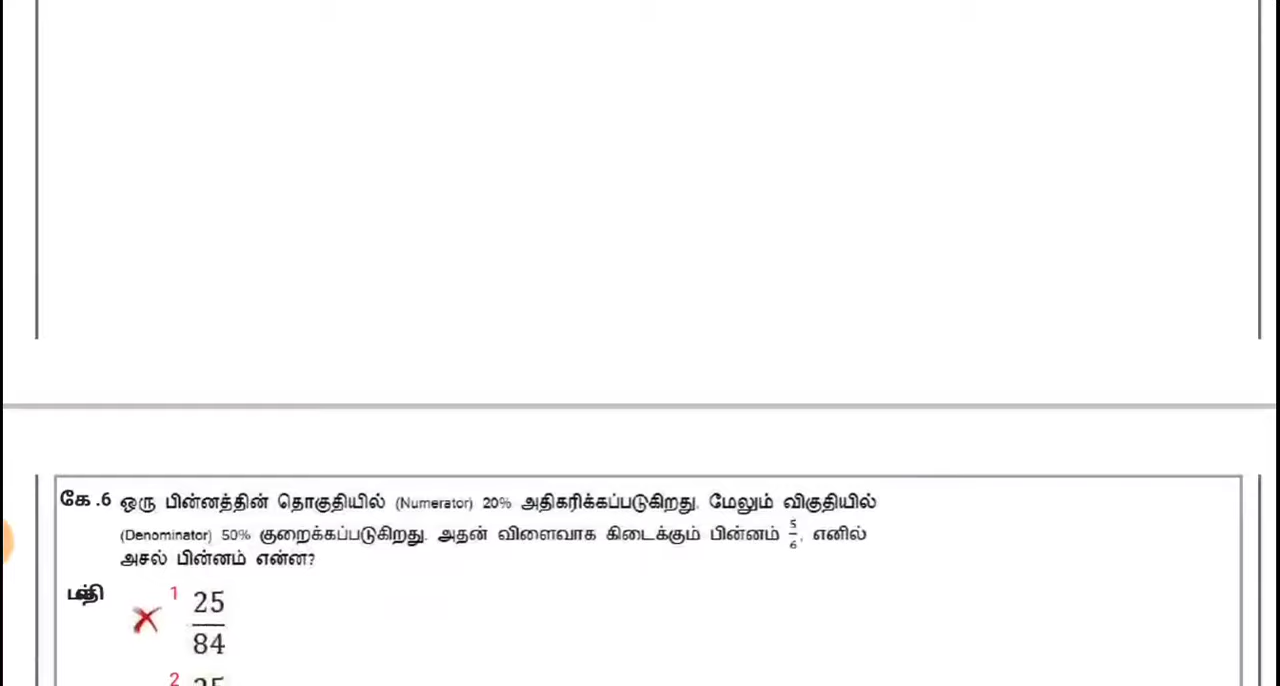 கே .6 ஒரு பின்னத்தின் தொகுதியில் (Numerator) 20% அதிகரிக்கப்படுகிறது. மேலும் விகுதியில்
(Denominator) 50% குறைக்கப்படுகிறது. அதன் விளைவாக கிடைக்கும் பின்னம் 5/6, எனில்
அசல் பின்னம் என்ன?
1 25/84
2